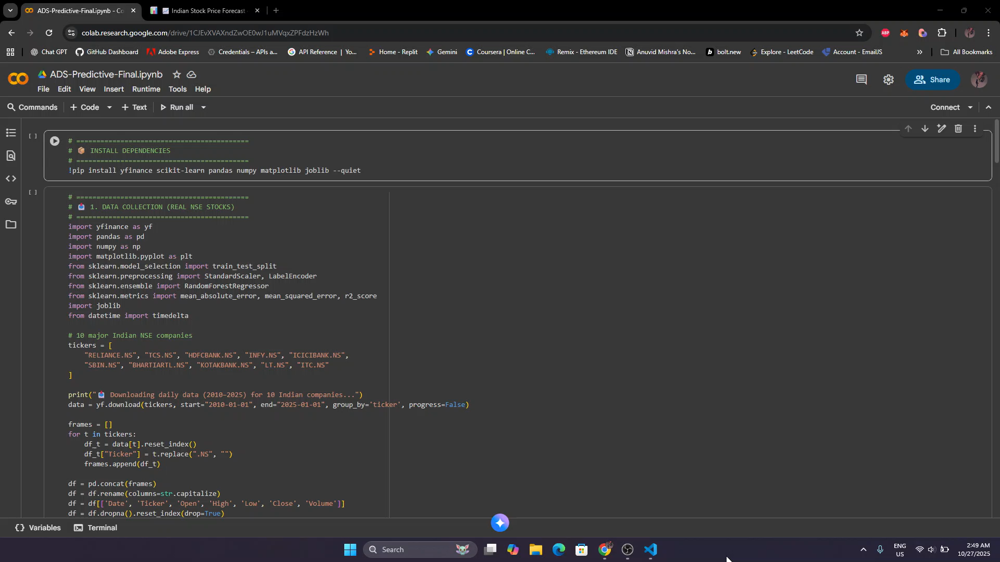 ADS-Predictive-Final.ipynb - Co
Indian Stock Price Forecast
colab.research.google.com/drive/1CJEvXVAXndZwOE0wJ1uMVqxZPFdzHzWh
ABP
Chat GPT
GitHub Dashboard
Adobe Express
Credentials – APIs a...
API Reference | Yo...
Home - Replit
Gemini
Coursera | Online C...
Remix - Ethereum IDE
Anuvid Mishra's No...
bolt.new
Explore - LeetCode
Account - EmailJS
All Bookmarks
ADS-Predictive-Final.ipynb
File Edit View Insert Runtime Tools Help
Share
Commands + Code + Text Run all
Connect
[ ]
# ===========================================
# 📦 INSTALL DEPENDENCIES
# ===========================================
!pip install yfinance scikit-learn pandas numpy matplotlib joblib --quiet
[ ]
# ===========================================
# 📥 1. DATA COLLECTION (REAL NSE STOCKS)
# ===========================================
import yfinance as yf
import pandas as pd
import numpy as np
import matplotlib.pyplot as plt
from sklearn.model_selection import train_test_split
from sklearn.preprocessing import StandardScaler, LabelEncoder
from sklearn.ensemble import RandomForestRegressor
from sklearn.metrics import mean_absolute_error, mean_squared_error, r2_score
import joblib
from datetime import timedelta
# 10 major Indian NSE companies
tickers = [
"RELIANCE.NS", "TCS.NS", "HDFCBANK.NS", "INFY.NS", "ICICIBANK.NS",
"SBIN.NS", "BHARTIARTL.NS", "KOTAKBANK.NS", "LT.NS", "ITC.NS"
]
print("📥 Downloading daily data (2010–2025) for 10 Indian companies...")
data = yf.download(tickers, start="2010-01-01", end="2025-01-01", group_by='ticker', progress=False)
frames = []
for t in tickers:
df_t = data[t].reset_index()
df_t["Ticker"] = t.replace(".NS", "")
frames.append(df_t)
df = pd.concat(frames)
df = df.rename(columns=str.capitalize)
df = df[['Date', 'Ticker', 'Open', 'High', 'Low', 'Close', 'Volume']]
df = df.dropna().reset_index(drop=True)
Variables
Terminal
Search
ENG
US
2:49 AM
10/27/2025